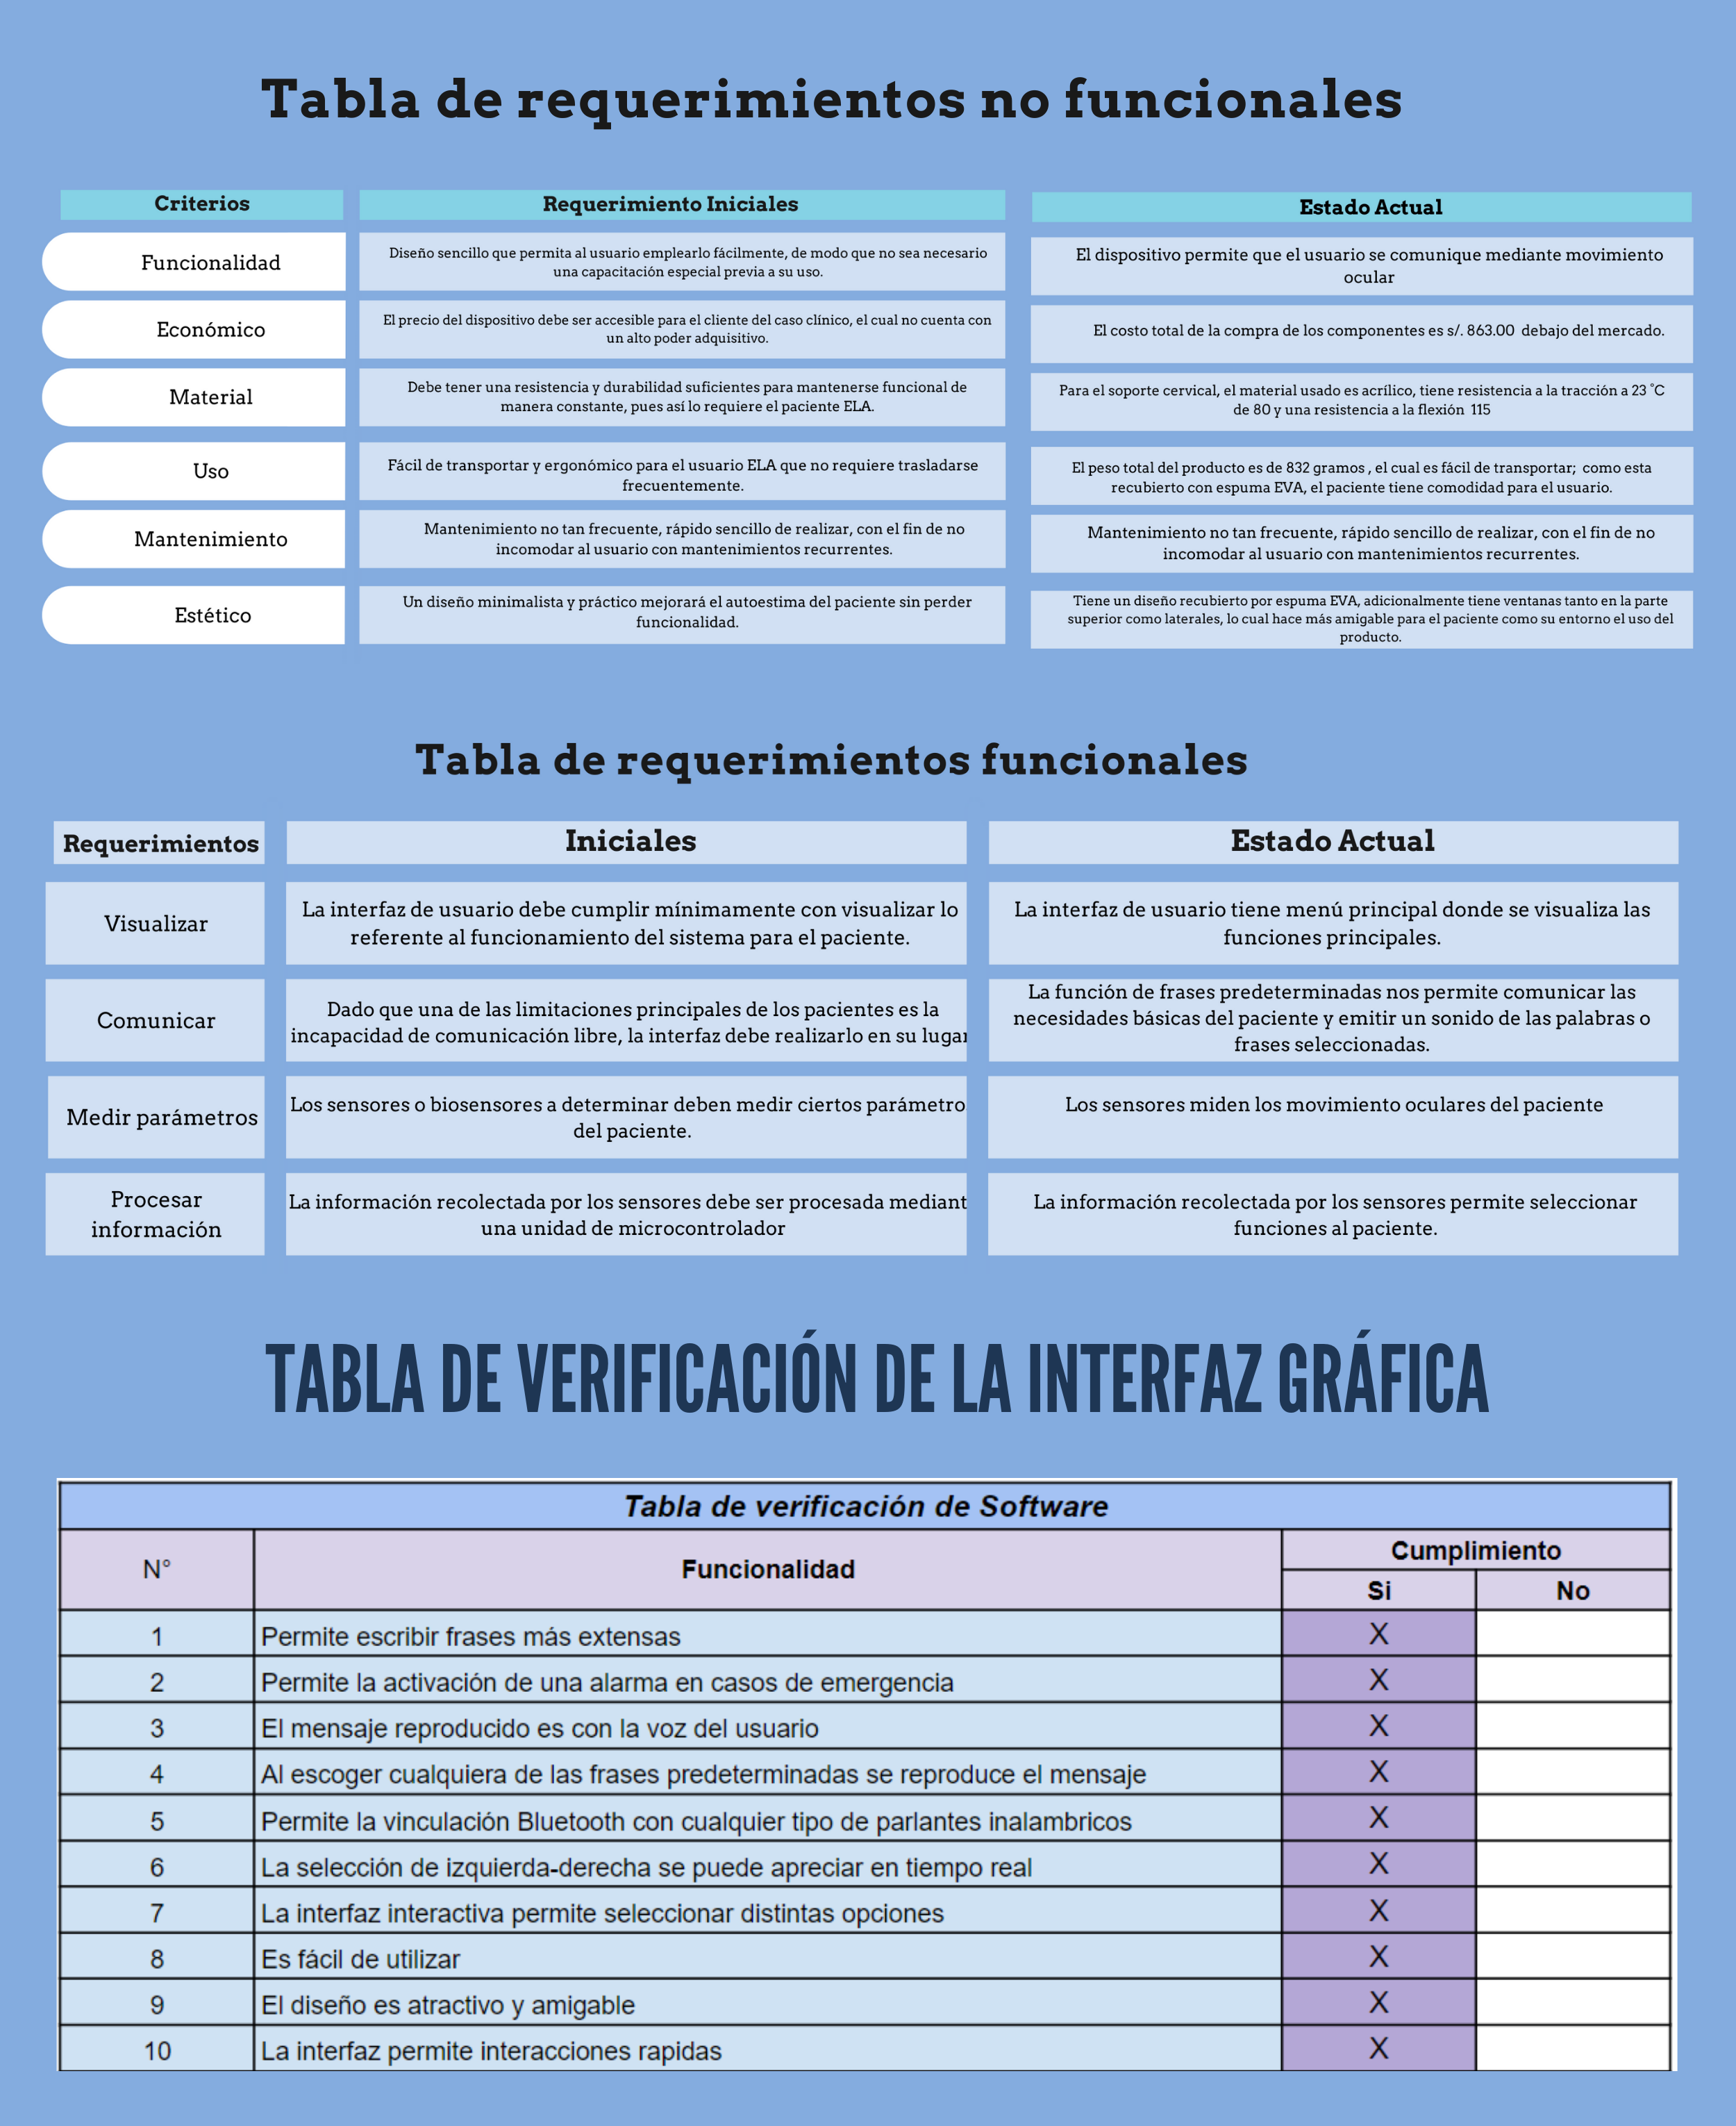 Tabla de requerimientos no funcionales
Criterios
Requerimiento Iniciales
Estado Actual
Funcionalidad
Diseño sencillo que permita al usuario emplearlo fácilmente, de modo que no sea necesario
una capacitación especial previa a su uso.
El dispositivo permite que el usuario se comunique mediante movimiento
ocular
Económico
El precio del dispositivo debe ser accesible para el cliente del caso clínico, el cual no cuenta con
un alto poder adquisitivo.
El costo total de la compra de los componentes es s/. 863.00 debajo del mercado.
Material
Debe tener una resistencia y durabilidad suficientes para mantenerse funcional de
manera constante, pues así lo requiere el paciente ELA.
Para el soporte cervical, el material usado es acrílico, tiene resistencia a la tracción a 23 °C
de 80 y una resistencia a la flexión 115
Uso
Fácil de transportar y ergonómico para el usuario ELA que no requiere trasladarse
frecuentemente.
El peso total del producto es de 832 gramos , el cual es fácil de transportar; como esta
recubierto con espuma EVA, el paciente tiene comodidad para el usuario.
Mantenimiento
Mantenimiento no tan frecuente, rápido sencillo de realizar, con el fin de no
incomodar al usuario con mantenimientos recurrentes.
Mantenimiento no tan frecuente, rápido sencillo de realizar, con el fin de no
incomodar al usuario con mantenimientos recurrentes.
Estético
Un diseño minimalista y práctico mejorará el autoestima del paciente sin perder
funcionalidad.
Tiene un diseño recubierto por espuma EVA, adicionalmente tiene ventanas tanto en la parte
superior como laterales, lo cual hace más amigable para el paciente como su entorno el uso del
producto.
Tabla de requerimientos funcionales
Requerimientos
Iniciales
Estado Actual
Visualizar
La interfaz de usuario debe cumplir mínimamente con visualizar lo
referente al funcionamiento del sistema para el paciente.
La interfaz de usuario tiene menú principal donde se visualiza las
funciones principales.
Comunicar
Dado que una de las limitaciones principales de los pacientes es la
incapacidad de comunicación libre, la interfaz debe realizarlo en su lugar
La función de frases predeterminadas nos permite comunicar las
necesidades básicas del paciente y emitir un sonido de las palabras o
frases seleccionadas.
Medir parámetros
Los sensores o biosensores a determinar deben medir ciertos parámetro
del paciente.
Los sensores miden los movimiento oculares del paciente
Procesar
información
La información recolectada por los sensores debe ser procesada mediant
una unidad de microcontrolador
La información recolectada por los sensores permite seleccionar
funciones al paciente.
TABLA DE VERIFICACIÓN DE LA INTERFAZ GRÁFICA
Tabla de verificación de Software
N°
Funcionalidad
Cumplimiento
Si
No
1 Permite escribir frases más extensas X
2 Permite la activación de una alarma en casos de emergencia X
3 El mensaje reproducido es con la voz del usuario X
4 Al escoger cualquiera de las frases predeterminadas se reproduce el mensaje X
5 Permite la vinculación Bluetooth con cualquier tipo de parlantes inalambricos X
6 La selección de izquierda-derecha se puede apreciar en tiempo real X
7 La interfaz interactiva permite seleccionar distintas opciones X
8 Es fácil de utilizar X
9 El diseño es atractivo y amigable X
10 La interfaz permite interacciones rapidas X